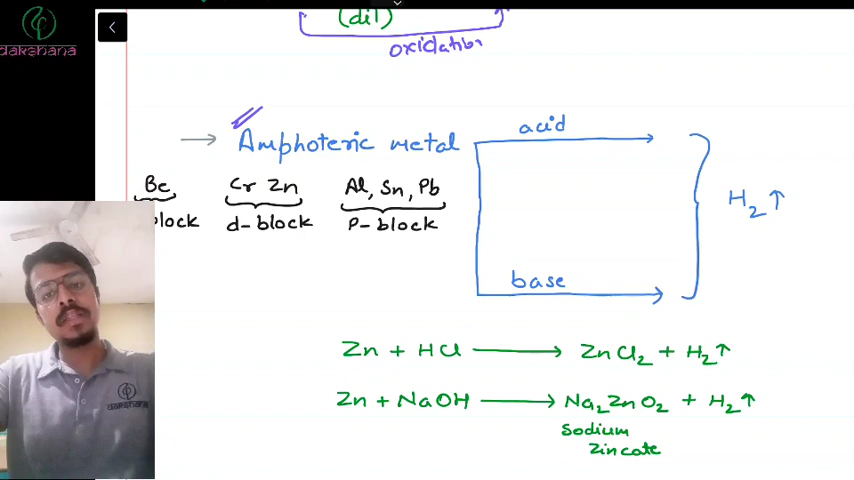 (dil)
oxidation
dakshana
→ Amphoteric metal
acid
Be
Cr Zn
Al, Sn, Pb
block
d-block
P-block
H₂↑
base
Zn + HCl → ZnCl₂ + H₂↑
Zn + NaOH → Na₂ZnO₂ + H₂↑
Sodium
Zincate
dakshana